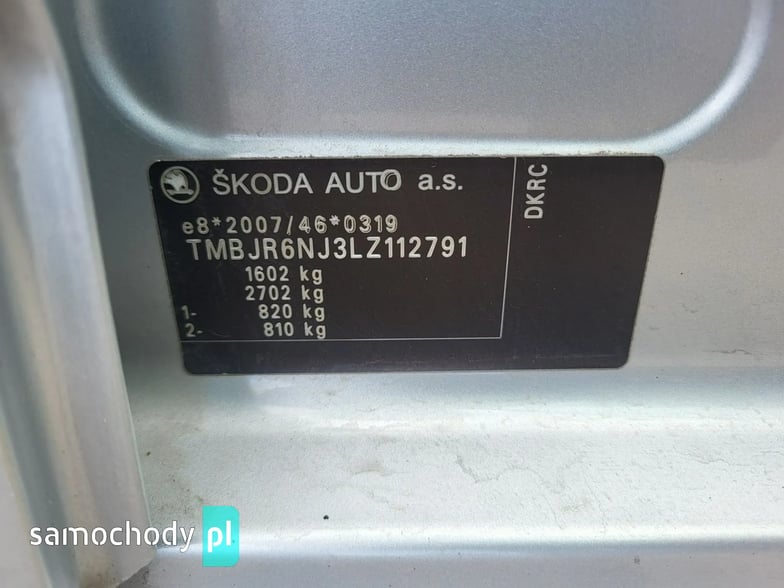 ŠKODA AUTO a.s.
e8*2007/46*0319
TMBJR6NJ3LZ112791
1602 kg
2702 kg
1- 820 kg
2- 810 kg
DKRC
samochody pl